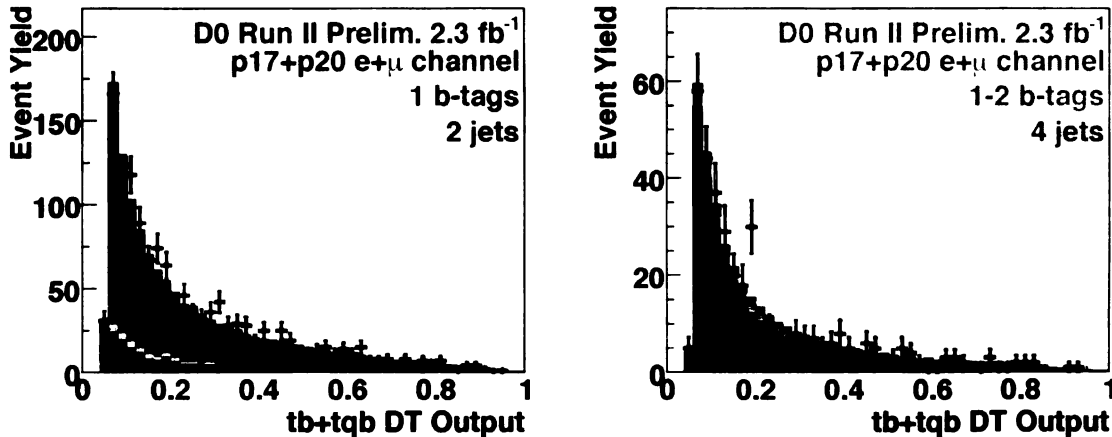 D0 Run II Prelim. 2.3 fb-1
p17+p20 e+μ channel
1 b-tags
2 jets
Event Yield
200
150
100
50
0
0 0.2 0.4 0.6 0.8 1
tb+tqb DT Output
D0 Run II Prelim. 2.3 fb-1
p17+p20 e+μ channel
1-2 b-tags
4 jets
Event Yield
60
40
20
0
0 0.2 0.4 0.6 0.8 1
tb+tqb DT Output